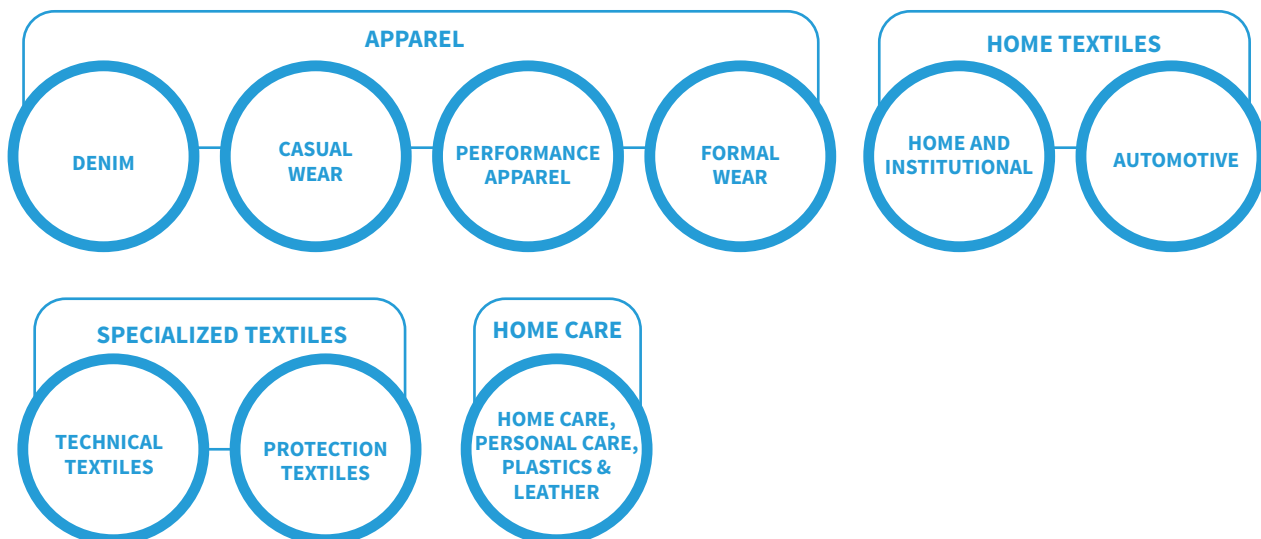 APPAREL
DENIM
CASUAL
WEAR
PERFORMANCE
APPAREL
FORMAL
WEAR
HOME TEXTILES
HOME AND
INSTITUTIONAL
AUTOMOTIVE
SPECIALIZED TEXTILES
TECHNICAL
TEXTILES
PROTECTION
TEXTILES
HOME CARE
HOME CARE,
PERSONAL CARE,
PLASTICS &
LEATHER